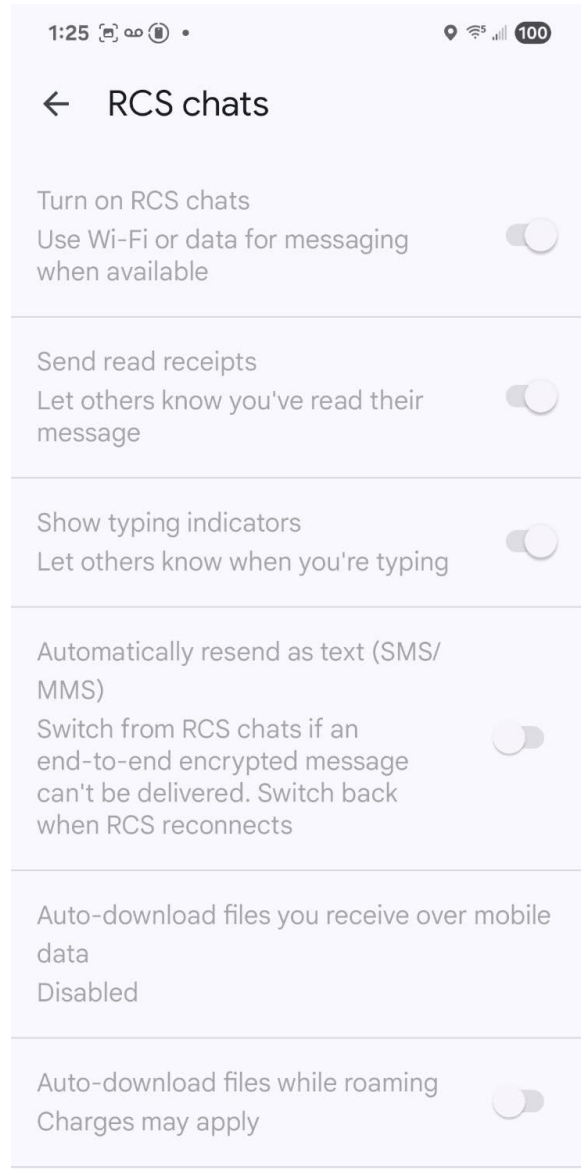 1:25 100
RCS chats
Turn on RCS chats
Use Wi-Fi or data for messaging
when available
Send read receipts
Let others know you've read their
message
Show typing indicators
Let others know when you're typing
Automatically resend as text (SMS/
MMS)
Switch from RCS chats if an
end-to-end encrypted message
can't be delivered. Switch back
when RCS reconnects
Auto-download files you receive over mobile
data
Disabled
Auto-download files while roaming
Charges may apply